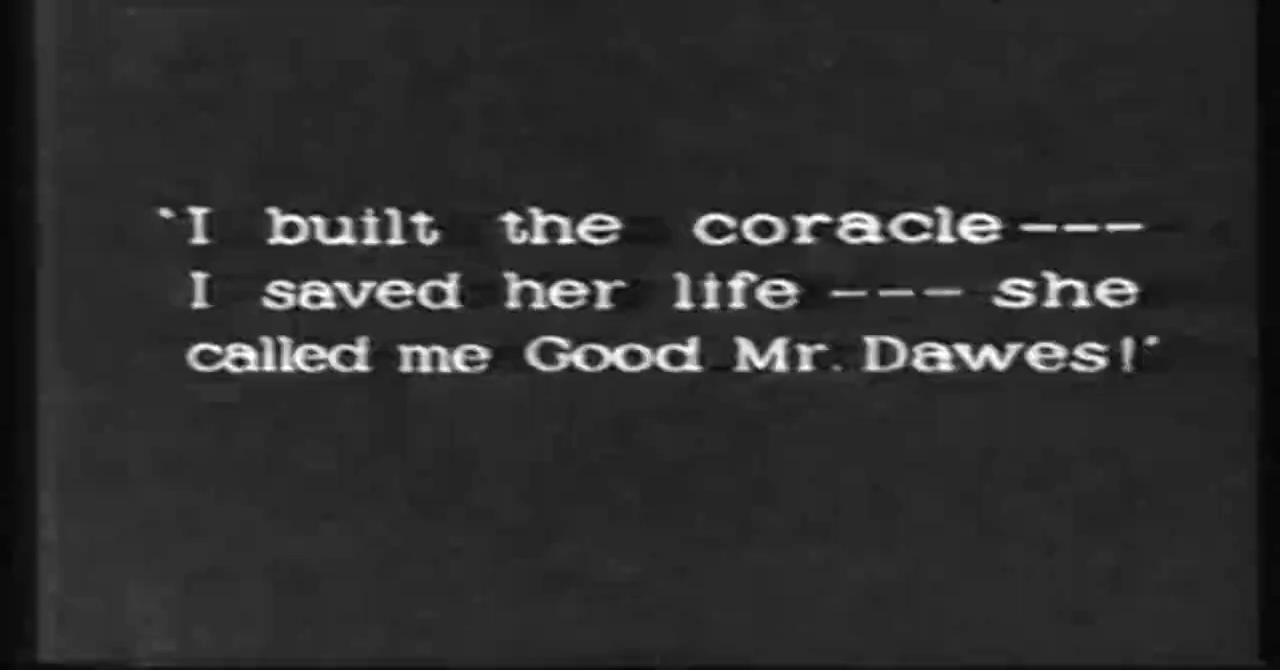 'I built the coracle---
I saved her life --- she
called me Good Mr. Dawes!'